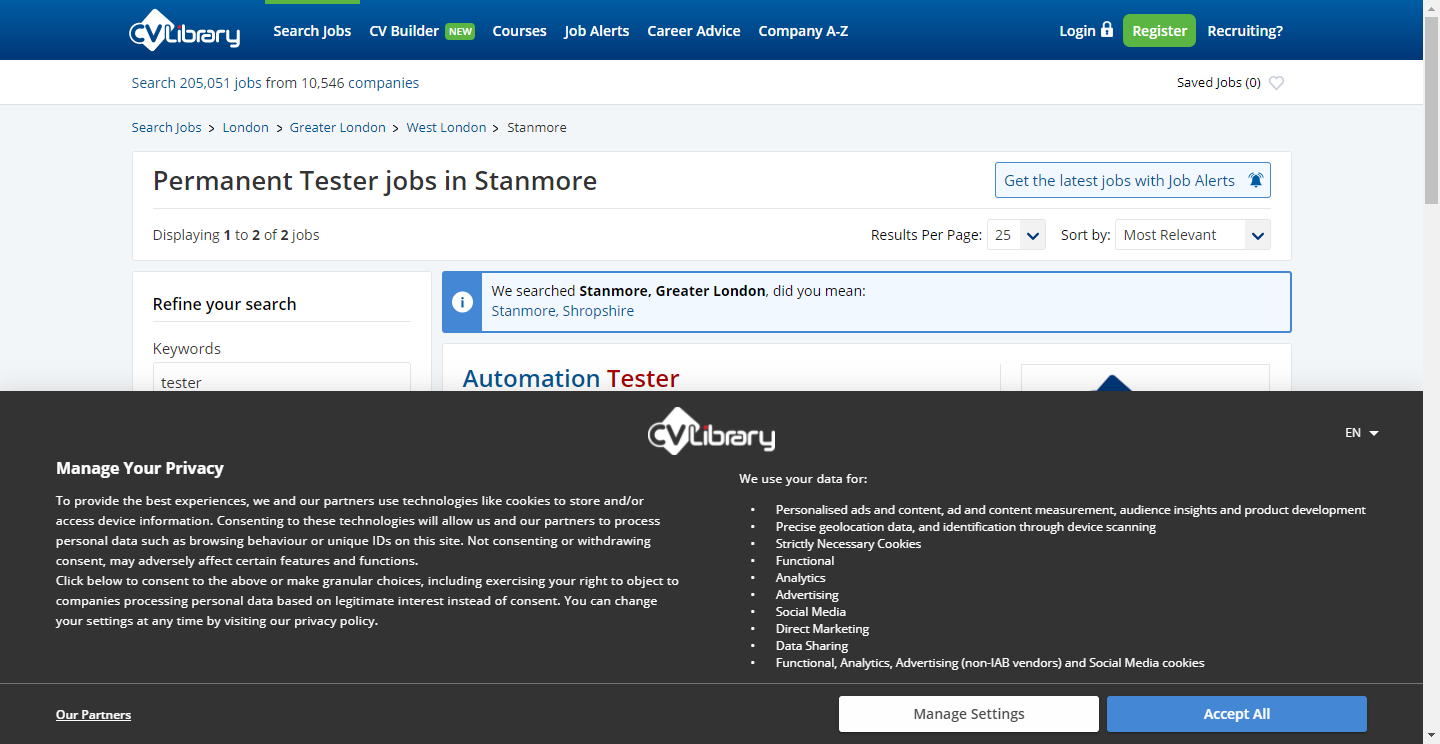 CVLibrary Search Jobs CV Builder NEW Courses Job Alerts Career Advice Company A-Z Login Register Recruiting?
Search 205,051 jobs from 10,546 companies Saved Jobs (0)
Search Jobs > London > Greater London > West London > Stanmore
Permanent Tester jobs in Stanmore
Get the latest jobs with Job Alerts
Displaying 1 to 2 of 2 jobs
Results Per Page: 25 Sort by: Most Relevant
Refine your search
Keywords
tester
We searched Stanmore, Greater London, did you mean:
Stanmore, Shropshire
Automation Tester
CVLibrary
EN
Manage Your Privacy
To provide the best experiences, we and our partners use technologies like cookies to store and/or
access device information. Consenting to these technologies will allow us and our partners to process
personal data such as browsing behaviour or unique IDs on this site. Not consenting or withdrawing
consent, may adversely affect certain features and functions.
Click below to consent to the above or make granular choices, including exercising your right to object to
companies processing personal data based on legitimate interest instead of consent. You can change
your settings at any time by visiting our privacy policy.
We use your data for:
• Personalised ads and content, ad and content measurement, audience insights and product development
• Precise geolocation data, and identification through device scanning
• Strictly Necessary Cookies
• Functional
• Analytics
• Advertising
• Social Media
• Direct Marketing
• Data Sharing
• Functional, Analytics, Advertising (non-IAB vendors) and Social Media cookies
Our Partners
Manage Settings
Accept All